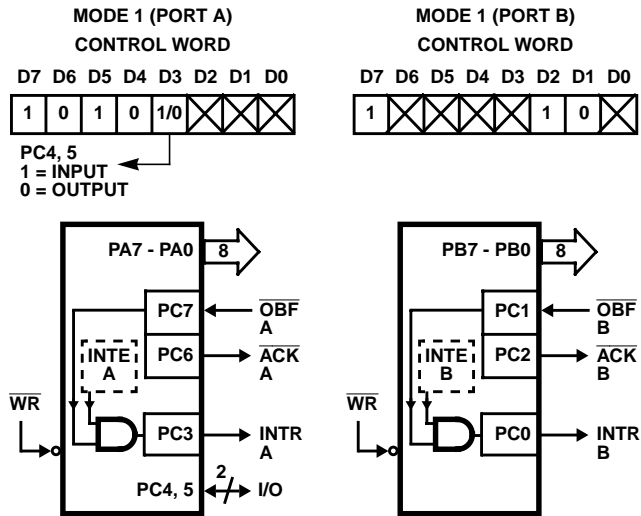 MODE 1 (PORT A)
CONTROL WORD
D7 D6 D5 D4 D3 D2 D1 D0
1 0 1 0 1/0
PC4, 5
1 = INPUT
0 = OUTPUT
PA7 - PA0 8
PC7 OBF A
PC6 ACK A
INTE A
WR
PC3 INTR A
PC4, 5 2 I/O
MODE 1 (PORT B)
CONTROL WORD
D7 D6 D5 D4 D3 D2 D1 D0
1 1 0
PB7 - PB0 8
PC1 OBF B
PC2 ACK B
INTE B
WR
PC0 INTR B